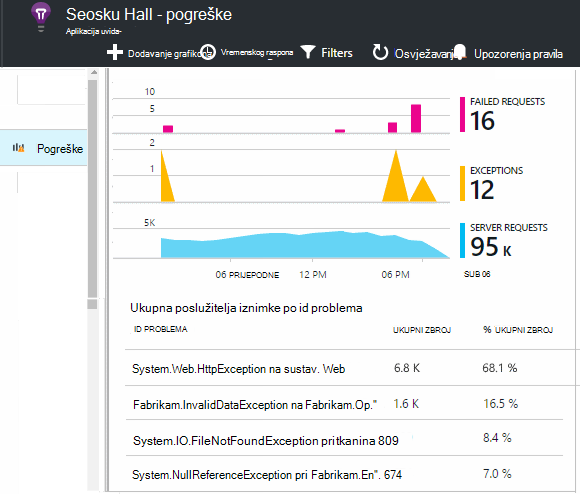 Seosku Hall - pogreške
Aplikacija uvida-
Dodavanje grafikona
Vremenskog raspona
Filters
Osvježavanje
Upozorenja pravila
Pogreške
10
5
FAILED REQUESTS
16
2
1
EXCEPTIONS
12
5K
SERVER REQUESTS
95 K
06 PRIJEPODNE 12 PM 06 PM SUB 06
Ukupna poslužitelja iznimke po id problema
ID PROBLEMA UKUPNI ZBROJ % UKUPNI ZBROJ
System.Web.HttpException na sustav. Web 6.8 K 68.1 %
Fabrikam.InvalidDataException na Fabrikam.Op." 1.6 K 16.5 %
System.IO.FileNotFoundException pritkanina 809 8.4 %
System.NullReferenceException pri Fabrikam.En". 674 7.0 %